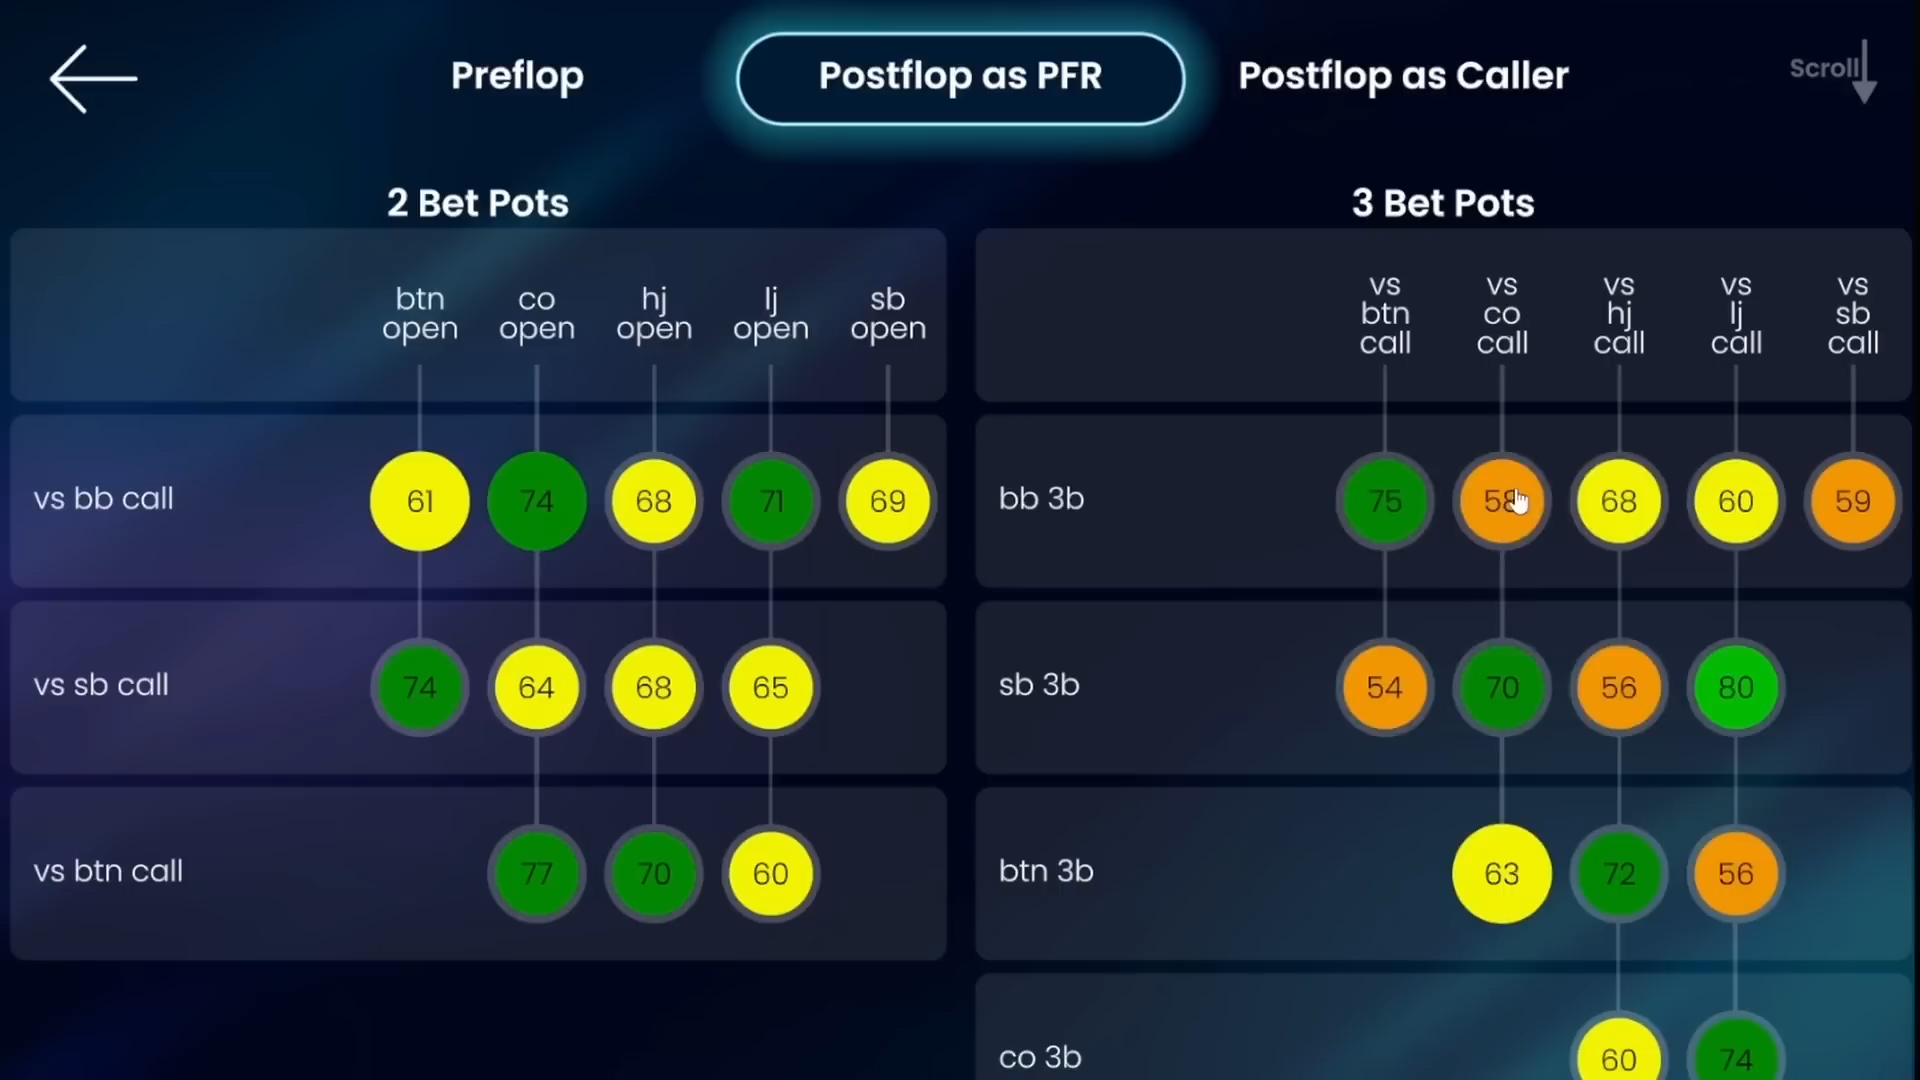 Preflop
Postflop as PFR
Postflop as Caller
Scroll
2 Bet Pots
btn open
co open
hj open
lj open
sb open
vs bb call
61
74
68
71
69
vs sb call
74
64
68
65
vs btn call
77
70
60
3 Bet Pots
vs btn call
vs co call
vs hj call
vs lj call
vs sb call
bb 3b
75
58
68
60
59
sb 3b
54
70
56
80
btn 3b
63
72
56
co 3b
60
74